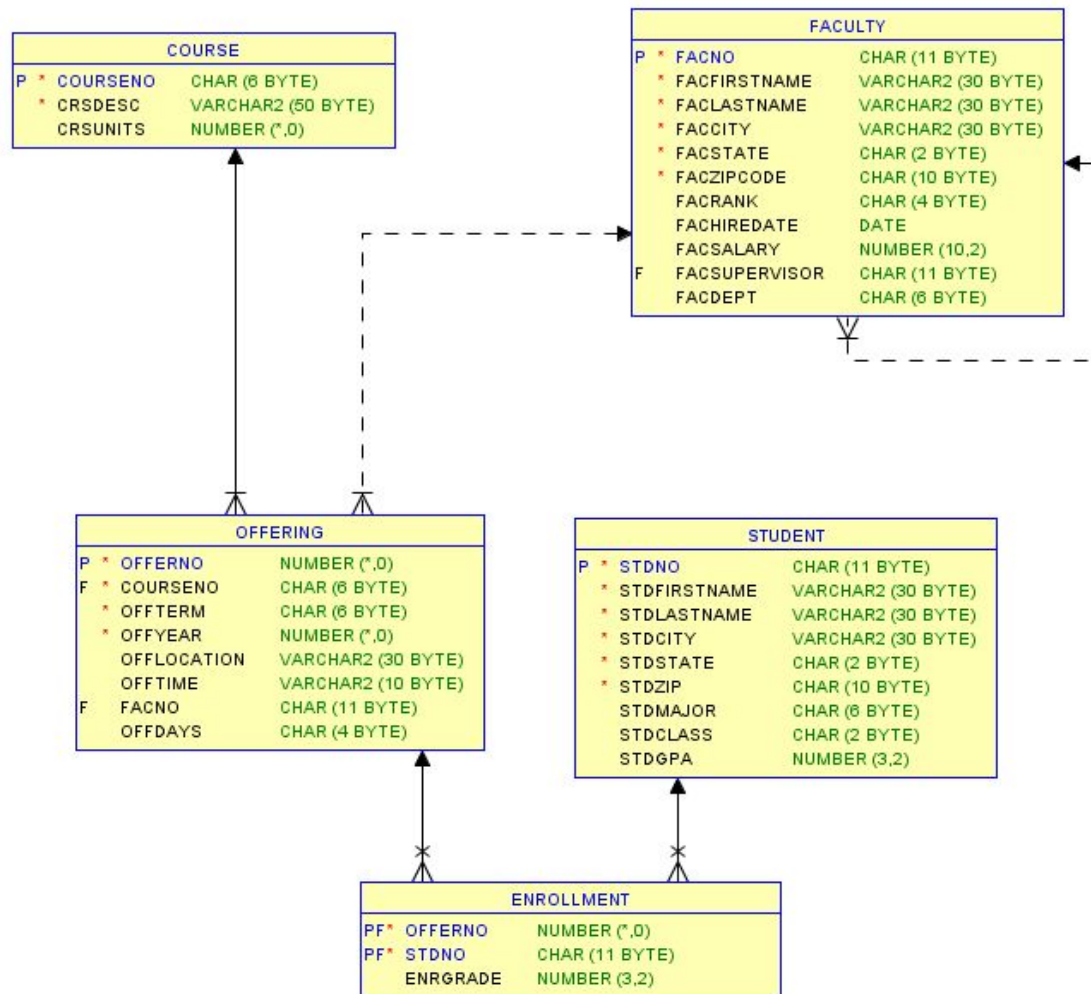 COURSE
P * COURSENO CHAR (6 BYTE)
* CRSDESC VARCHAR2 (50 BYTE)
CRSUNITS NUMBER (*,0)
FACULTY
P * FACNO CHAR (11 BYTE)
* FACFIRSTNAME VARCHAR2 (30 BYTE)
* FACLASTNAME VARCHAR2 (30 BYTE)
* FACCITY VARCHAR2 (30 BYTE)
* FACSTATE CHAR (2 BYTE)
* FACZIPCODE CHAR (10 BYTE)
FACRANK CHAR (4 BYTE)
FACHIREDATE DATE
FACSALARY NUMBER (10,2)
F FACSUPERVISOR CHAR (11 BYTE)
FACDEPT CHAR (6 BYTE)
OFFERING
P * OFFERNO NUMBER (*,0)
F * COURSENO CHAR (6 BYTE)
* OFFTERM CHAR (6 BYTE)
* OFFYEAR NUMBER (*,0)
OFFLOCATION VARCHAR2 (30 BYTE)
OFFTIME VARCHAR2 (10 BYTE)
F FACNO CHAR (11 BYTE)
OFFDAYS CHAR (4 BYTE)
STUDENT
P * STDNO CHAR (11 BYTE)
* STDFIRSTNAME VARCHAR2 (30 BYTE)
* STDLASTNAME VARCHAR2 (30 BYTE)
* STDCITY VARCHAR2 (30 BYTE)
* STDSTATE CHAR (2 BYTE)
* STDZIP CHAR (10 BYTE)
STDMAJOR CHAR (6 BYTE)
STDCLASS CHAR (2 BYTE)
STDGPA NUMBER (3,2)
ENROLLMENT
PF* OFFERNO NUMBER (*,0)
PF* STDNO CHAR (11 BYTE)
ENRGRADE NUMBER (3,2)